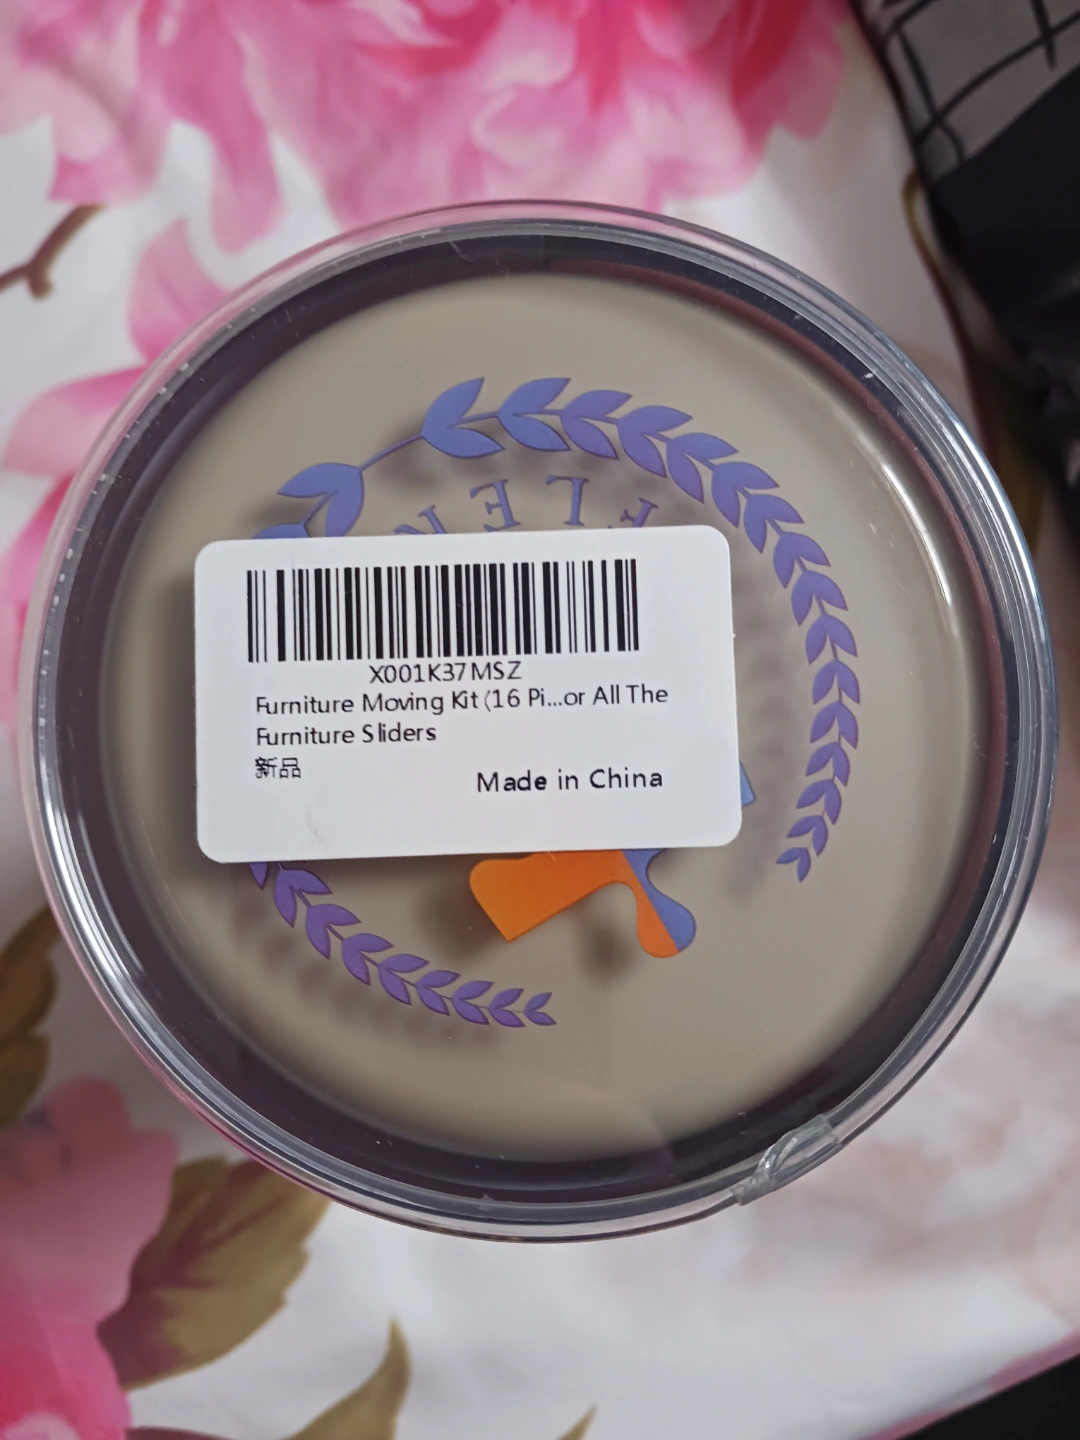 X001K37MSZ
Furniture Moving Kit (16 Pi...or All The
Furniture Sliders
新品
Made in China